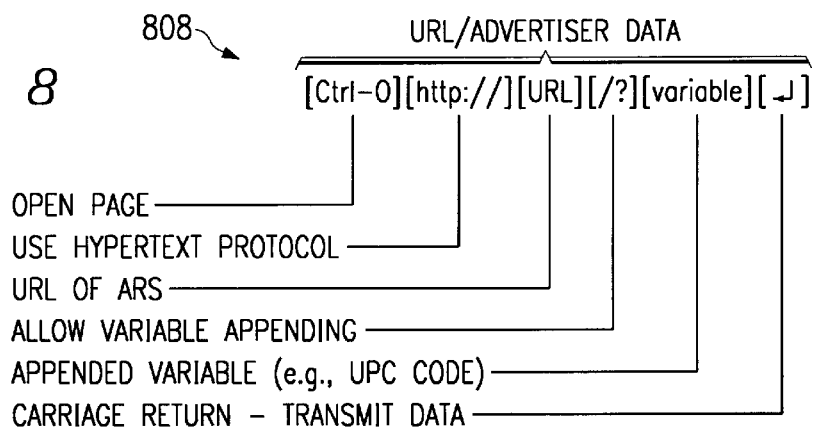 808
URL/ADVERTISER DATA
8
[Ctrl-O][http://][URL][/?][variable][↵]
OPEN PAGE
USE HYPERTEXT PROTOCOL
URL OF ARS
ALLOW VARIABLE APPENDING
APPENDED VARIABLE (e.g., UPC CODE)
CARRIAGE RETURN – TRANSMIT DATA